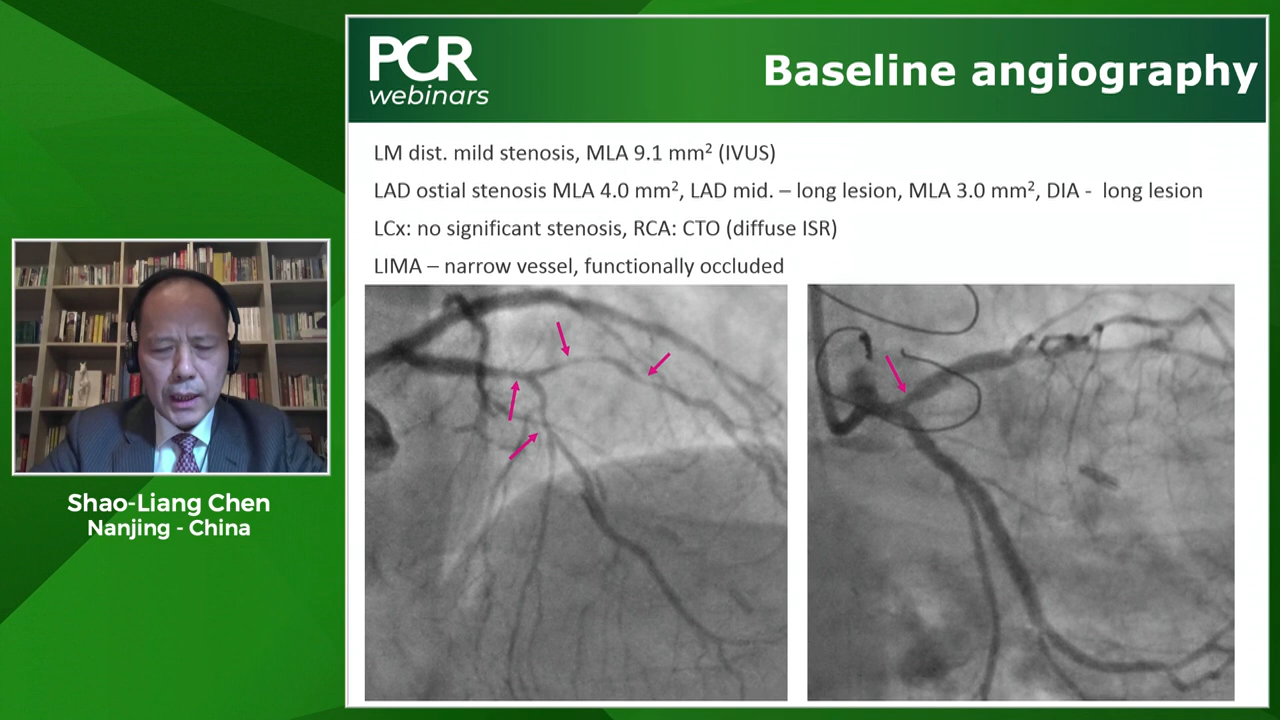 PCR
webinars
Baseline angiography
LM dist. mild stenosis, MLA 9.1 mm² (IVUS)
LAD ostial stenosis MLA 4.0 mm², LAD mid. – long lesion, MLA 3.0 mm², DIA - long lesion
LCx: no significant stenosis, RCA: CTO (diffuse ISR)
LIMA – narrow vessel, functionally occluded
Shao-Liang Chen
Nanjing - China